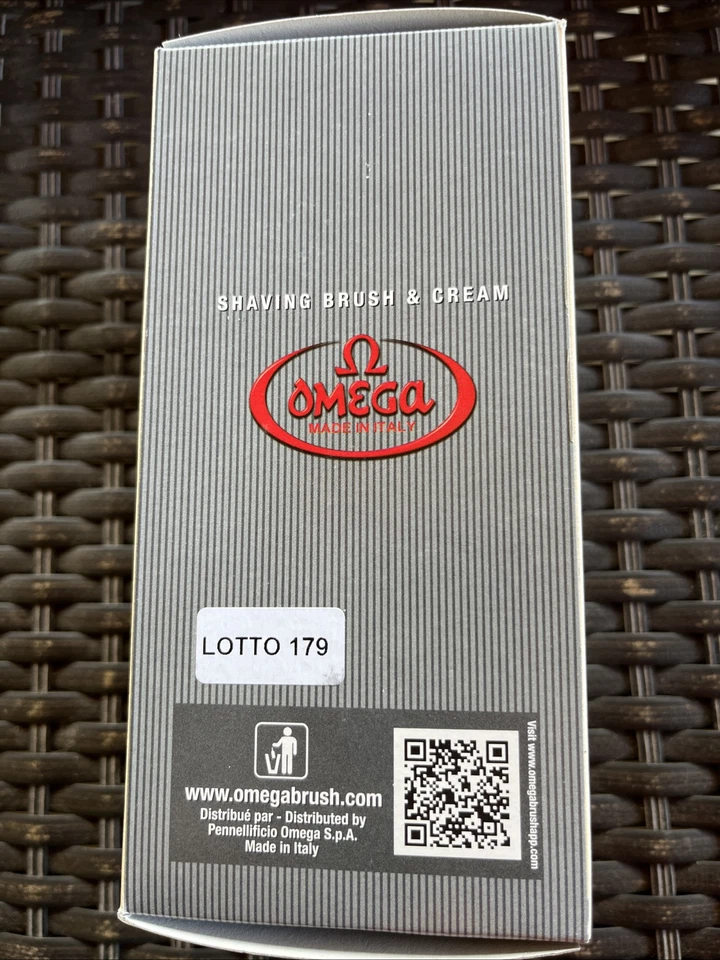 SHAVING BRUSH & CREAM
Ω
OMEGA
MADE IN ITALY
LOTTO 179
www.omegabrush.com
Distribué par - Distributed by
Pennellificio Omega S.p.A.
Made in Italy
Visit www.omegabrushapp.com